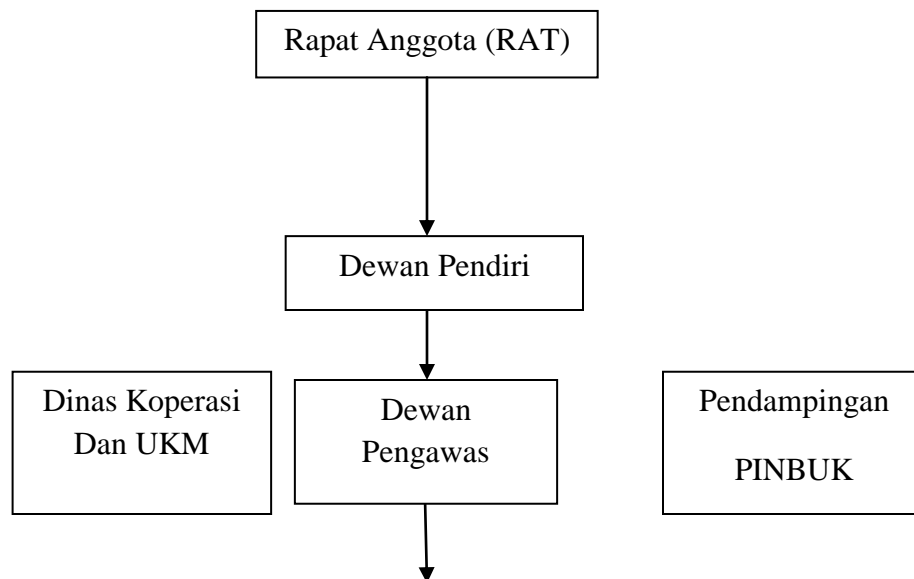 Rapat Anggota (RAT)
Dewan Pendiri
Dinas Koperasi
Dan UKM
Dewan
Pengawas
Pendampingan
PINBUK